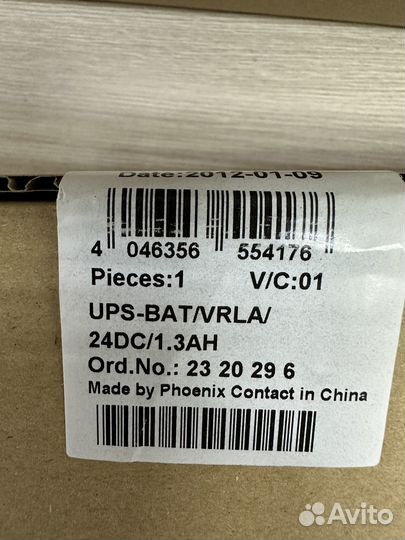 Date:2012-01-09
4 046356 554176
Pieces:1 V/C:01
UPS-BAT/VRLA/
24DC/1.3AH
Ord.No.: 23 20 29 6
Made by Phoenix Contact in China
Avito